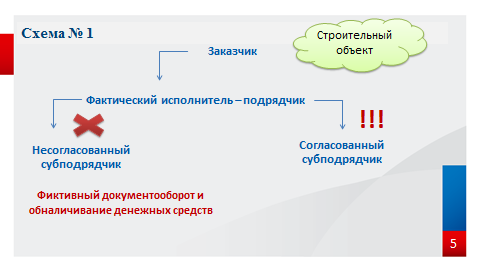 Схема № 1
Заказчик
Строительный
объект
Фактический исполнитель – подрядчик
!!!
Несогласованный
субподрядчик
Согласованный
субподрядчик
Фиктивный документооборот и
обналичивание денежных средств
5